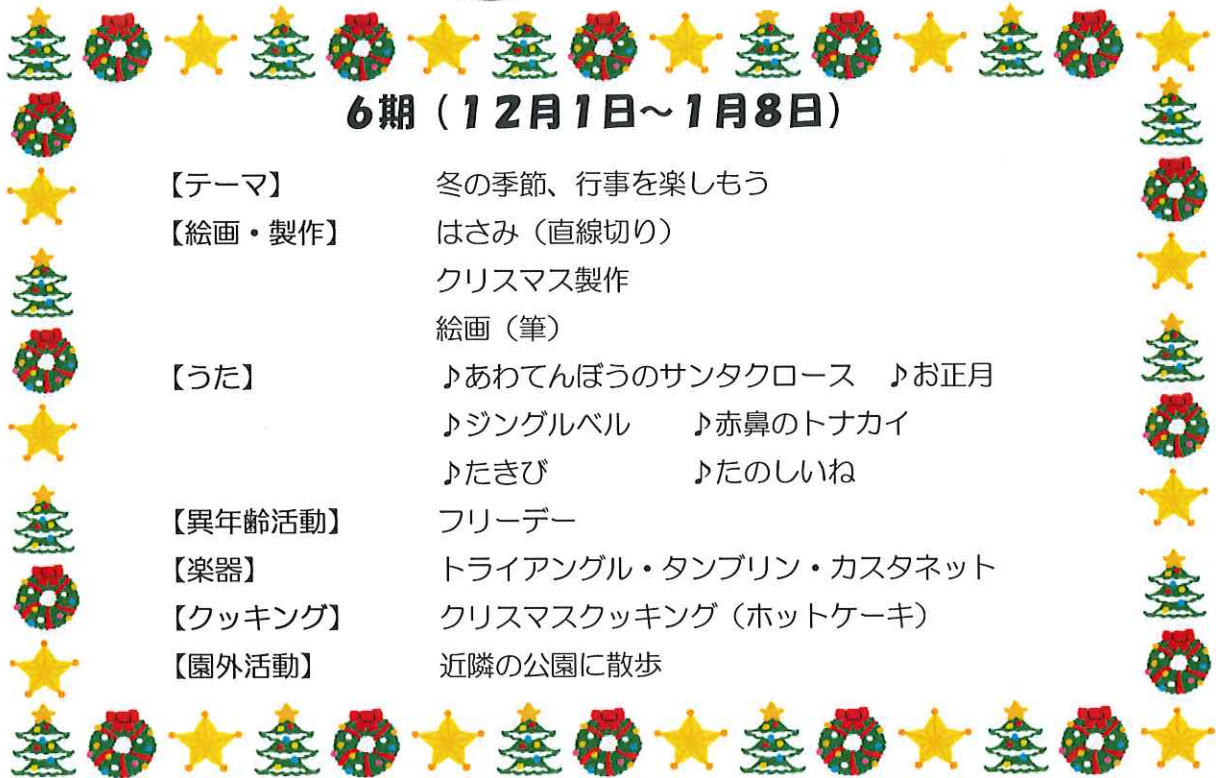 6期（12月1日～1月8日）
【テーマ】 冬の季節、行事を楽しもう
【絵画・製作】 はさみ（直線切り）
クリスマス製作
絵画（筆）
【うた】 ♪あわてんぼうのサンタクロース ♪お正月
♪ジングルベル ♪赤鼻のトナカイ
♪たきび ♪たのしいね
【異年齢活動】 フリーデー
【楽器】 トライアングル・タンブリン・カスタネット
【クッキング】 クリスマスクッキング（ホットケーキ）
【園外活動】 近隣の公園に散歩